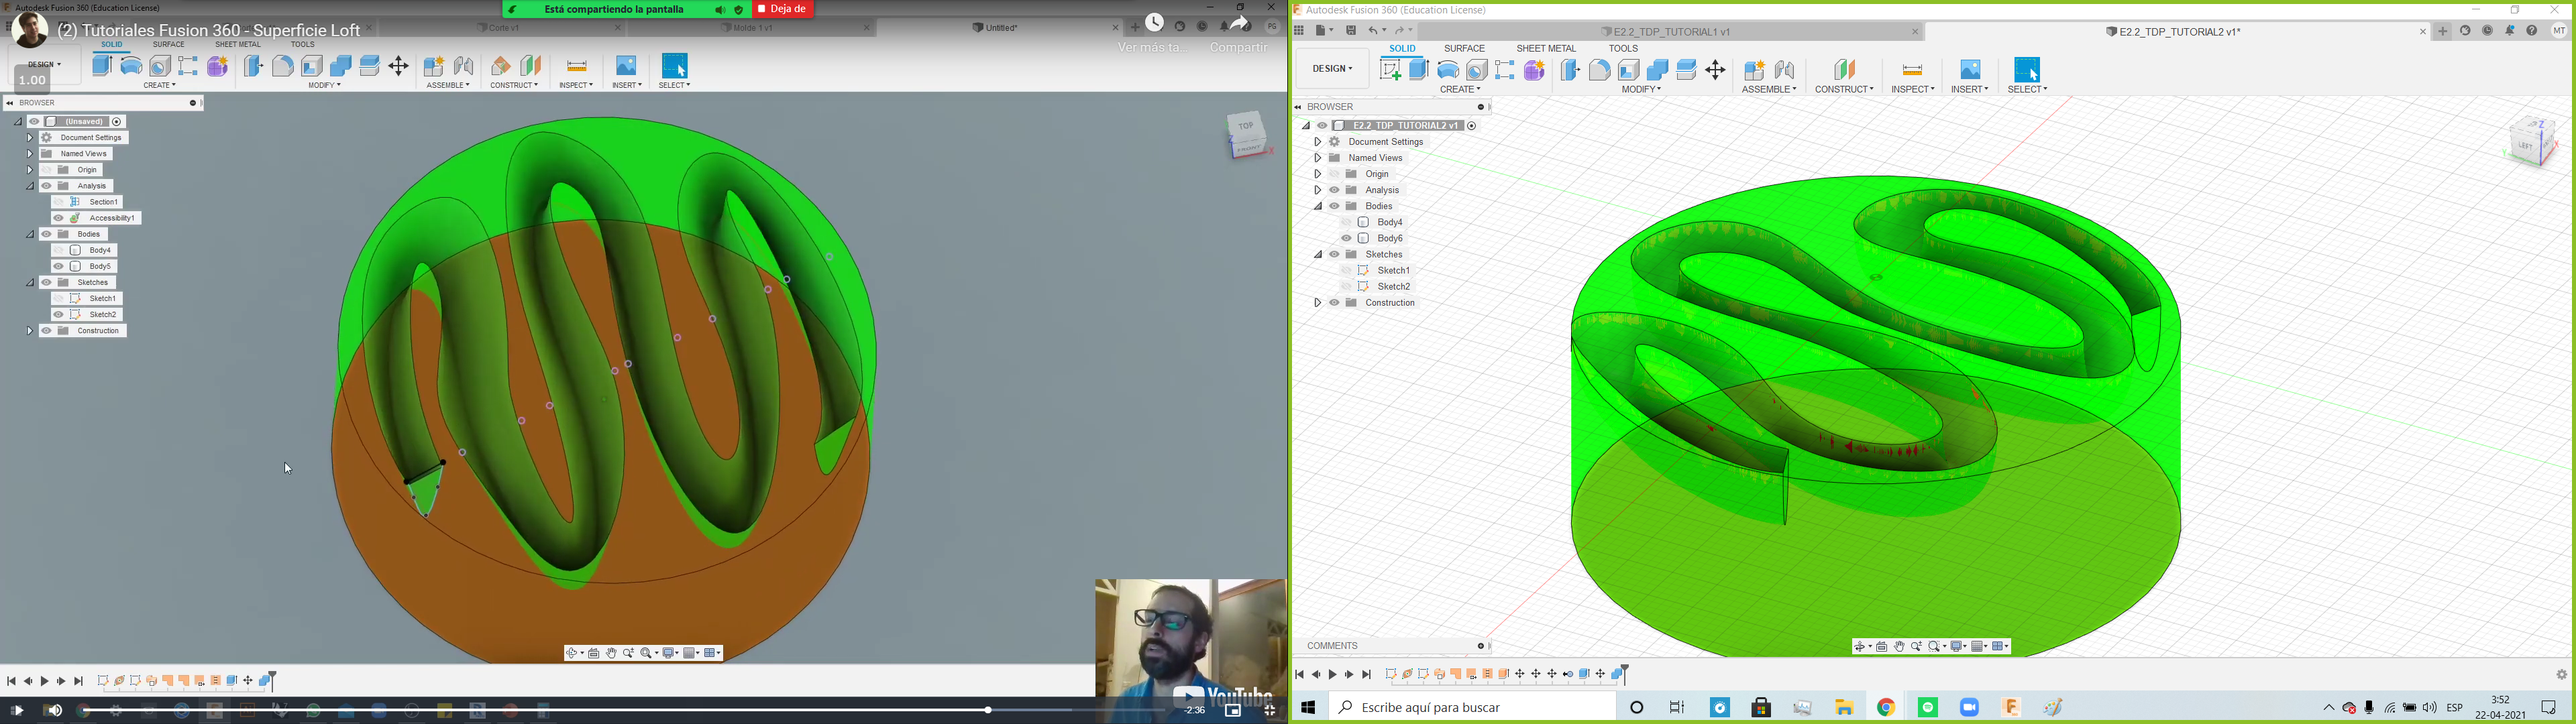 Autodesk Fusion 360 (Education License)
Está compartiendo la pantalla
Deja de
(2) Tutoriales Fusion 360 - Superficie Loft
Corte v1
Molde 1 v1
Untitled*
PG
Ver más ta...
Compartir
SOLID
SURFACE
SHEET METAL
TOOLS
DESIGN
1.00
CREATE
MODIFY
ASSEMBLE
CONSTRUCT
INSPECT
INSERT
SELECT
BROWSER
(Unsaved)
Document Settings
Named Views
Origin
Analysis
Section1
Accessibility1
Bodies
Body4
Body5
Sketches
Sketch1
Sketch2
Construction
TOP
FRONT
YouTube
-2:36
Autodesk Fusion 360 (Education License)
E2.2_TDP_TUTORIAL1 v1
E2.2_TDP_TUTORIAL2 v1*
MT
SOLID
SURFACE
SHEET METAL
TOOLS
DESIGN
CREATE
MODIFY
ASSEMBLE
CONSTRUCT
INSPECT
INSERT
SELECT
BROWSER
E2.2_TDP_TUTORIAL2 v1
Document Settings
Named Views
Origin
Analysis
Bodies
Body4
Body6
Sketches
Sketch1
Sketch2
Construction
Z
LEFT
COMMENTS
Escribe aquí para buscar
ESP
3:52
22-04-2021